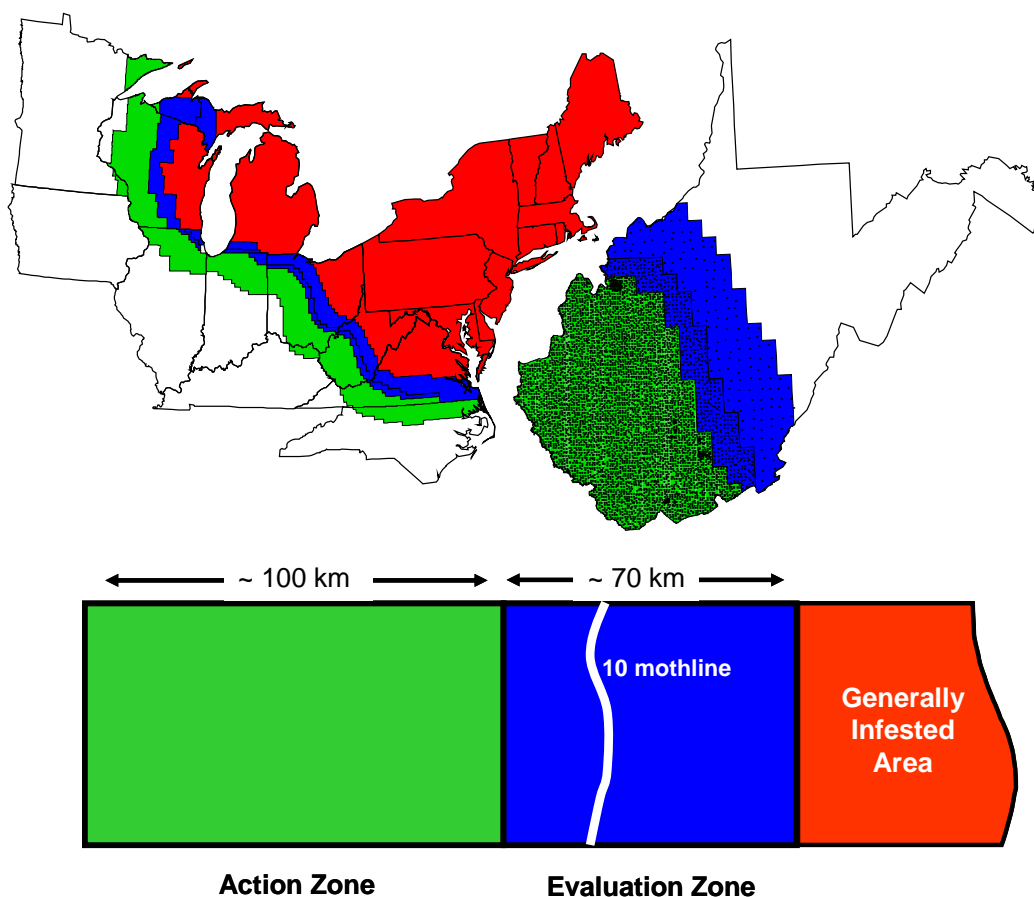 ~ 100 km
~ 70 km
10 mothline
Generally
Infested
Area
Action Zone
Evaluation Zone